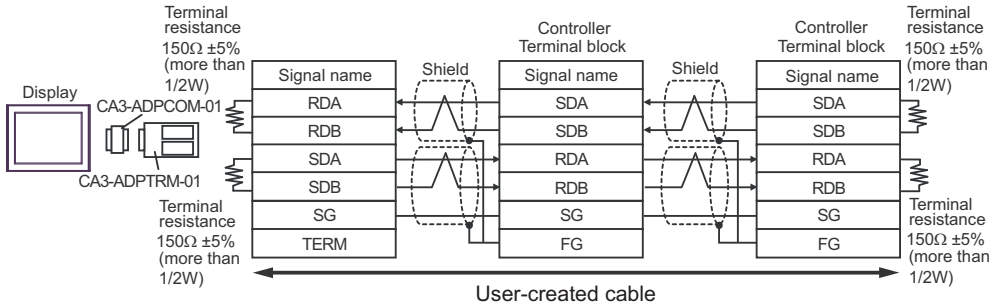 Terminal
resistance
150Ω ±5%
(more than
1/2W)
Display
CA3-ADPCOM-01
CA3-ADPTRM-01
Terminal
resistance
150Ω ±5%
(more than
1/2W)
Signal name
RDA
RDB
SDA
SDB
SG
TERM
Shield
Controller
Terminal block
Signal name
SDA
SDB
RDA
RDB
SG
FG
Shield
Controller
Terminal block
Signal name
SDA
SDB
RDA
RDB
SG
FG
Terminal
resistance
150Ω ±5%
(more than
1/2W)
Terminal
resistance
150Ω ±5%
(more than
1/2W)
User-created cable